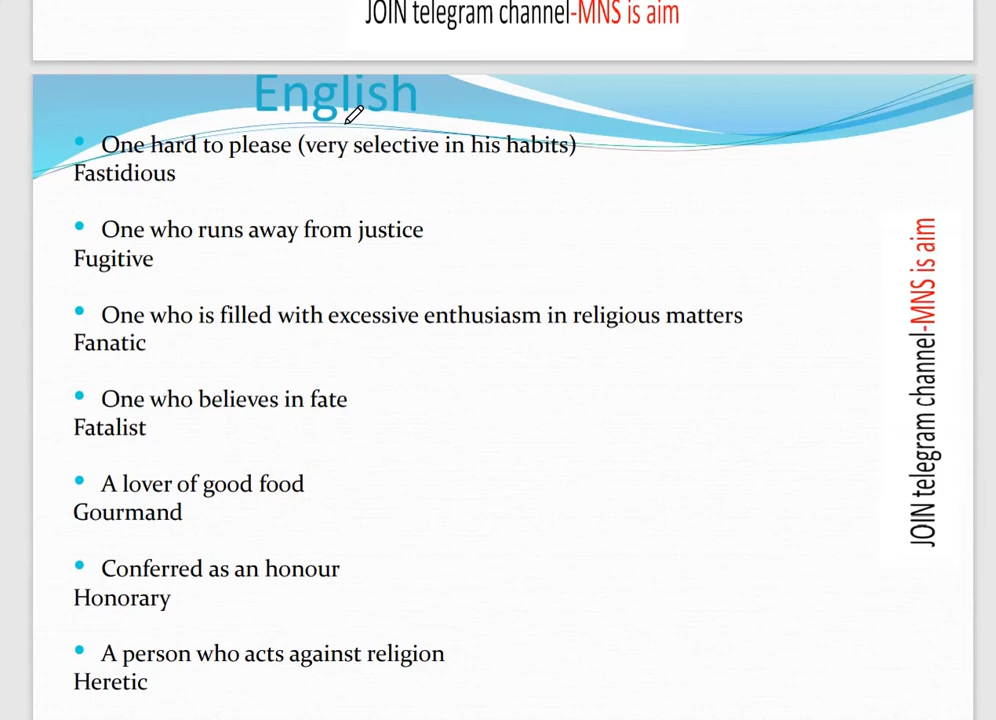 JOIN telegram channel-MNS is aim
English
• One hard to please (very selective in his habits)
Fastidious
• One who runs away from justice
Fugitive
• One who is filled with excessive enthusiasm in religious matters
Fanatic
• One who believes in fate
Fatalist
• A lover of good food
Gourmand
• Conferred as an honour
Honorary
• A person who acts against religion
Heretic
JOIN telegram channel-MNS is aim